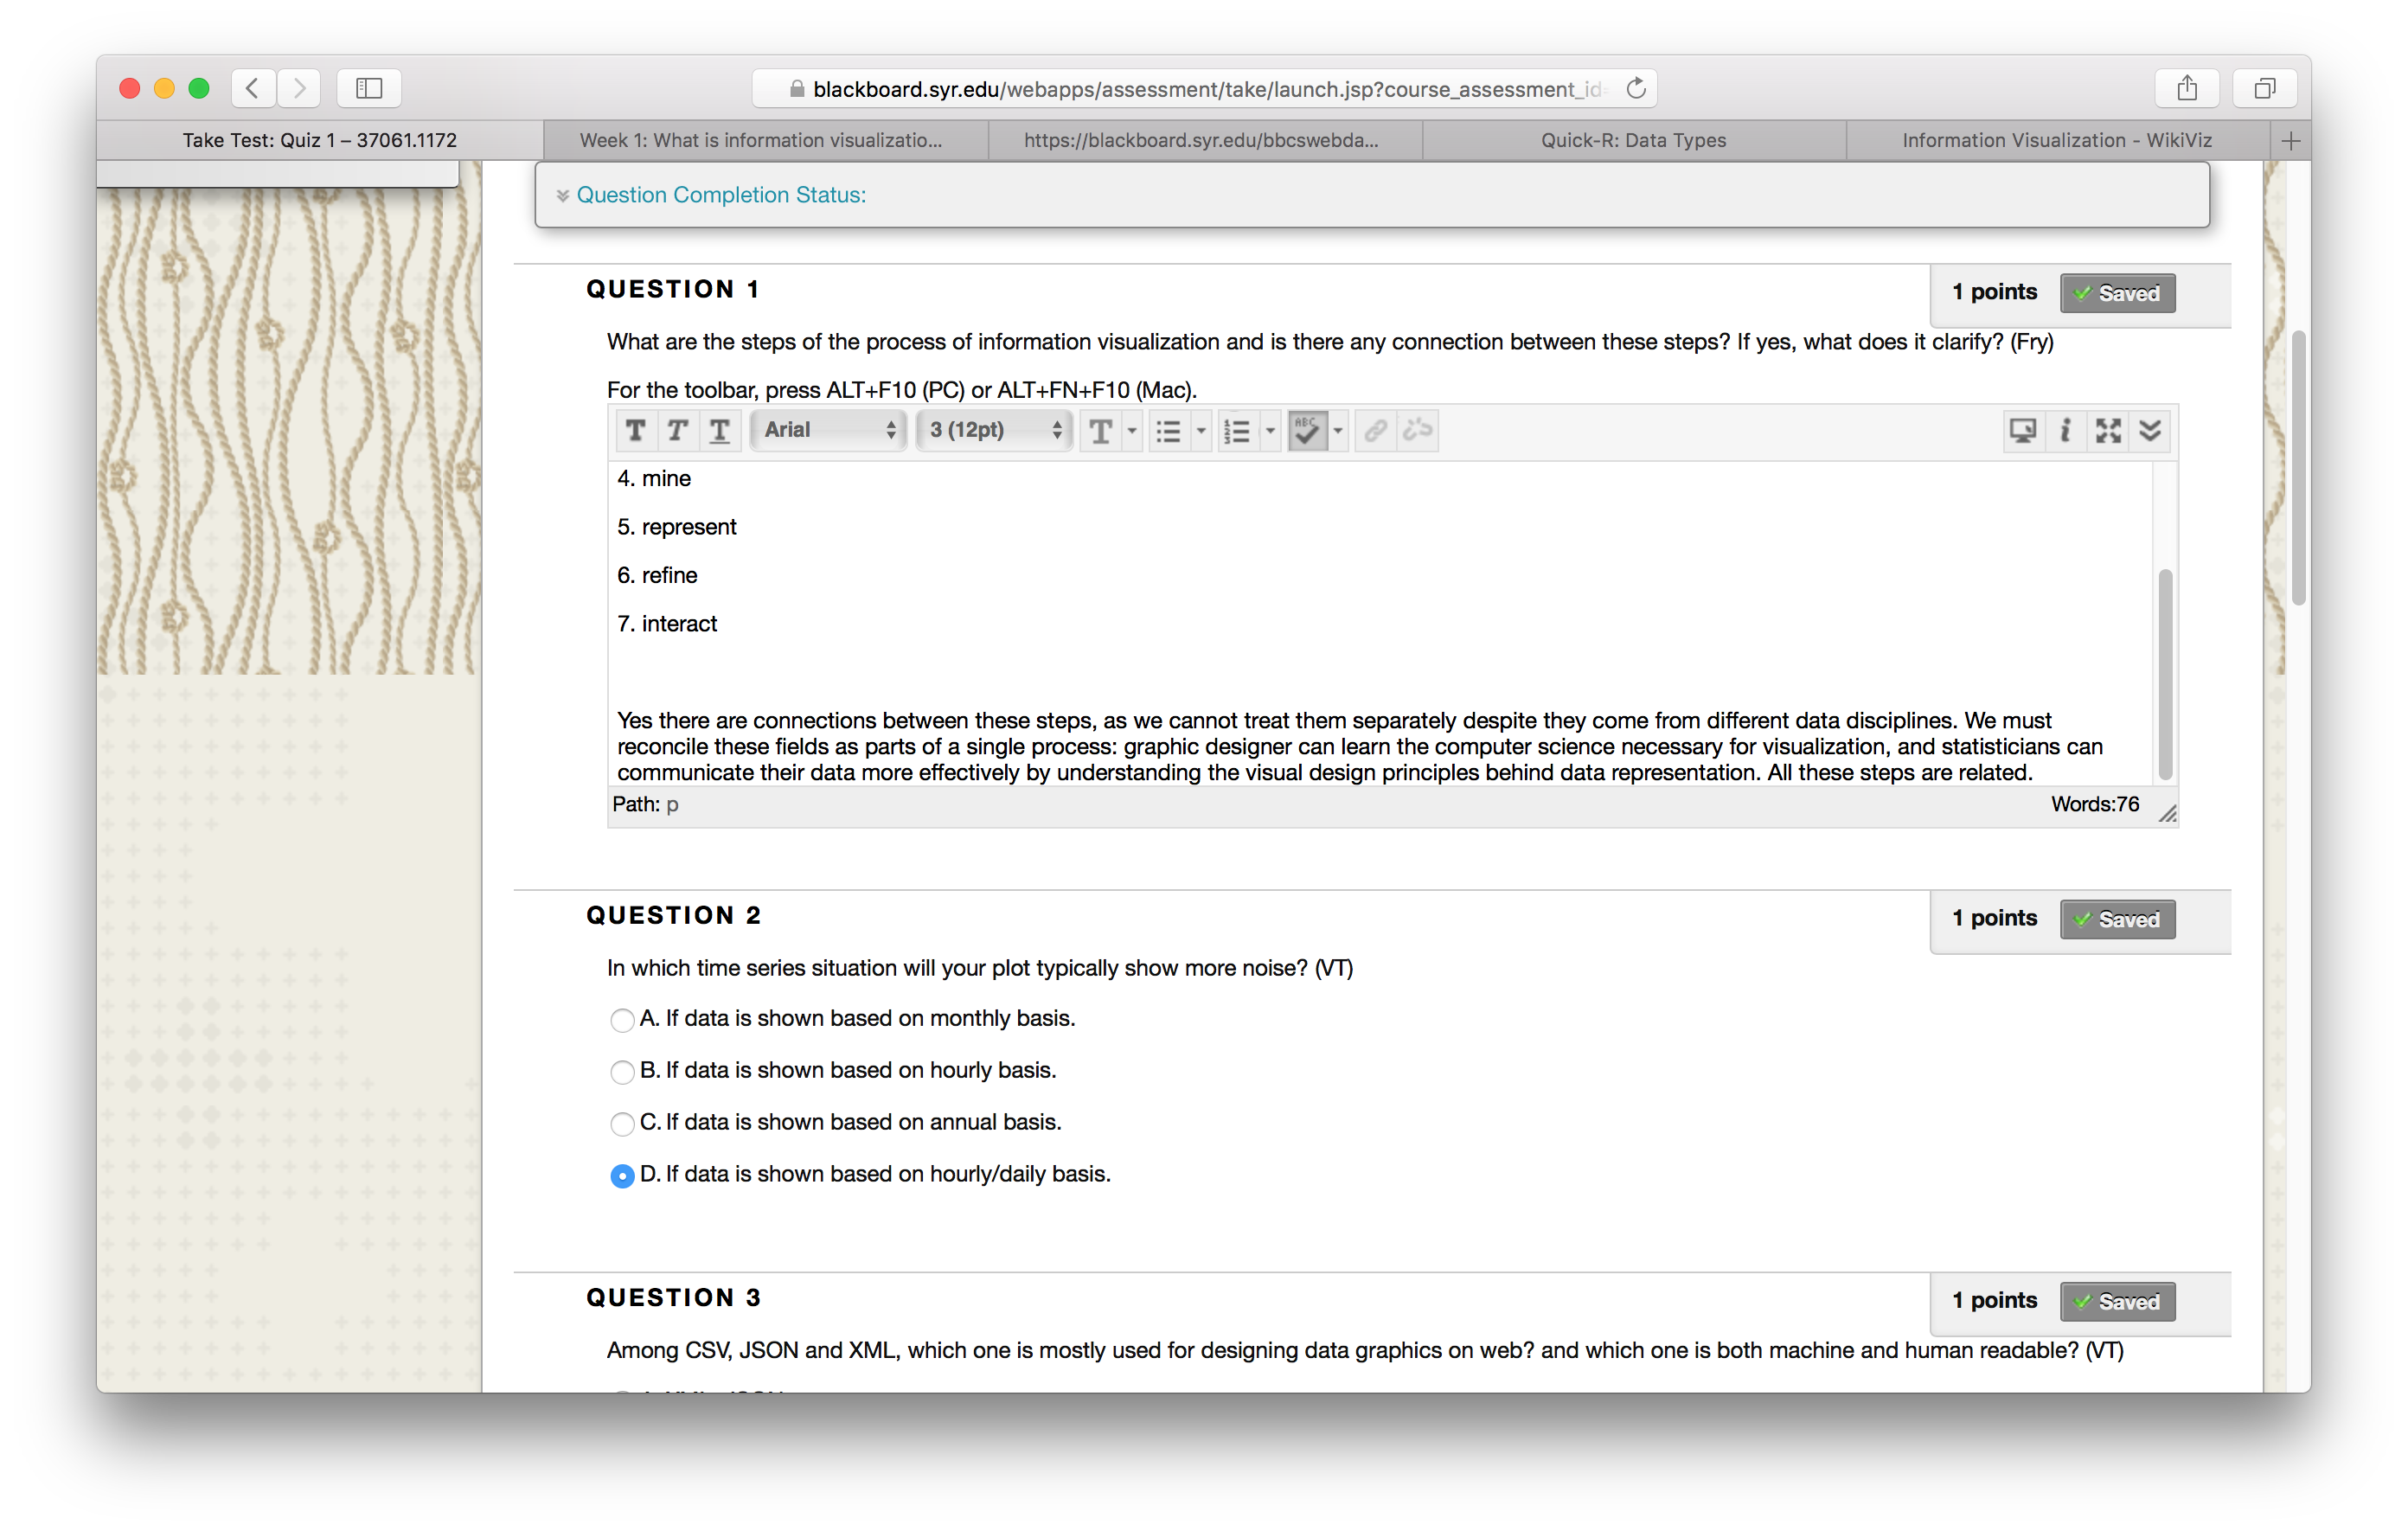 blackboard.syr.edu/webapps/assessment/take/launch.jsp?course_assessment_id
Take Test: Quiz 1 – 37061.1172
Week 1: What is information visualizatio...
https://blackboard.syr.edu/bbcswebda...
Quick-R: Data Types
Information Visualization - WikiViz
Question Completion Status:
QUESTION 1
1 points
Saved
What are the steps of the process of information visualization and is there any connection between these steps? If yes, what does it clarify? (Fry)
For the toolbar, press ALT+F10 (PC) or ALT+FN+F10 (Mac).
T T T Arial 3 (12pt) T ABC i
4. mine
5. represent
6. refine
7. interact
Yes there are connections between these steps, as we cannot treat them separately despite they come from different data disciplines. We must
reconcile these fields as parts of a single process: graphic designer can learn the computer science necessary for visualization, and statisticians can
communicate their data more effectively by understanding the visual design principles behind data representation. All these steps are related.
Path: p
Words:76
QUESTION 2
1 points
Saved
In which time series situation will your plot typically show more noise? (VT)
A. If data is shown based on monthly basis.
B. If data is shown based on hourly basis.
C. If data is shown based on annual basis.
D. If data is shown based on hourly/daily basis.
QUESTION 3
1 points
Saved
Among CSV, JSON and XML, which one is mostly used for designing data graphics on web? and which one is both machine and human readable? (VT)